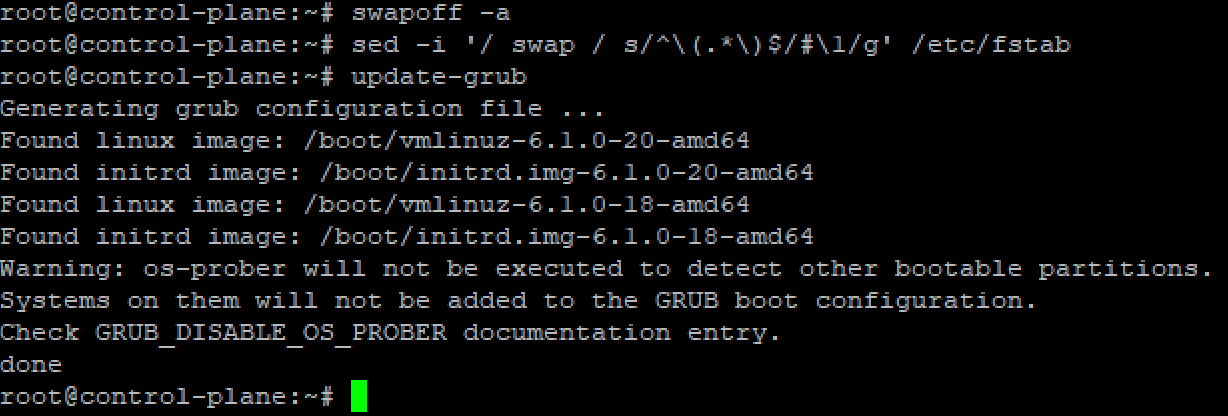 root@control-plane:~# swapoff -a
root@control-plane:~# sed -i '/ swap / s/^\(.*\)$/#\1/g' /etc/fstab
root@control-plane:~# update-grub
Generating grub configuration file ...
Found linux image: /boot/vmlinuz-6.1.0-20-amd64
Found initrd image: /boot/initrd.img-6.1.0-20-amd64
Found linux image: /boot/vmlinuz-6.1.0-18-amd64
Found initrd image: /boot/initrd.img-6.1.0-18-amd64
Warning: os-prober will not be executed to detect other bootable partitions.
Systems on them will not be added to the GRUB boot configuration.
Check GRUB_DISABLE_OS_PROBER documentation entry.
done
root@control-plane:~#